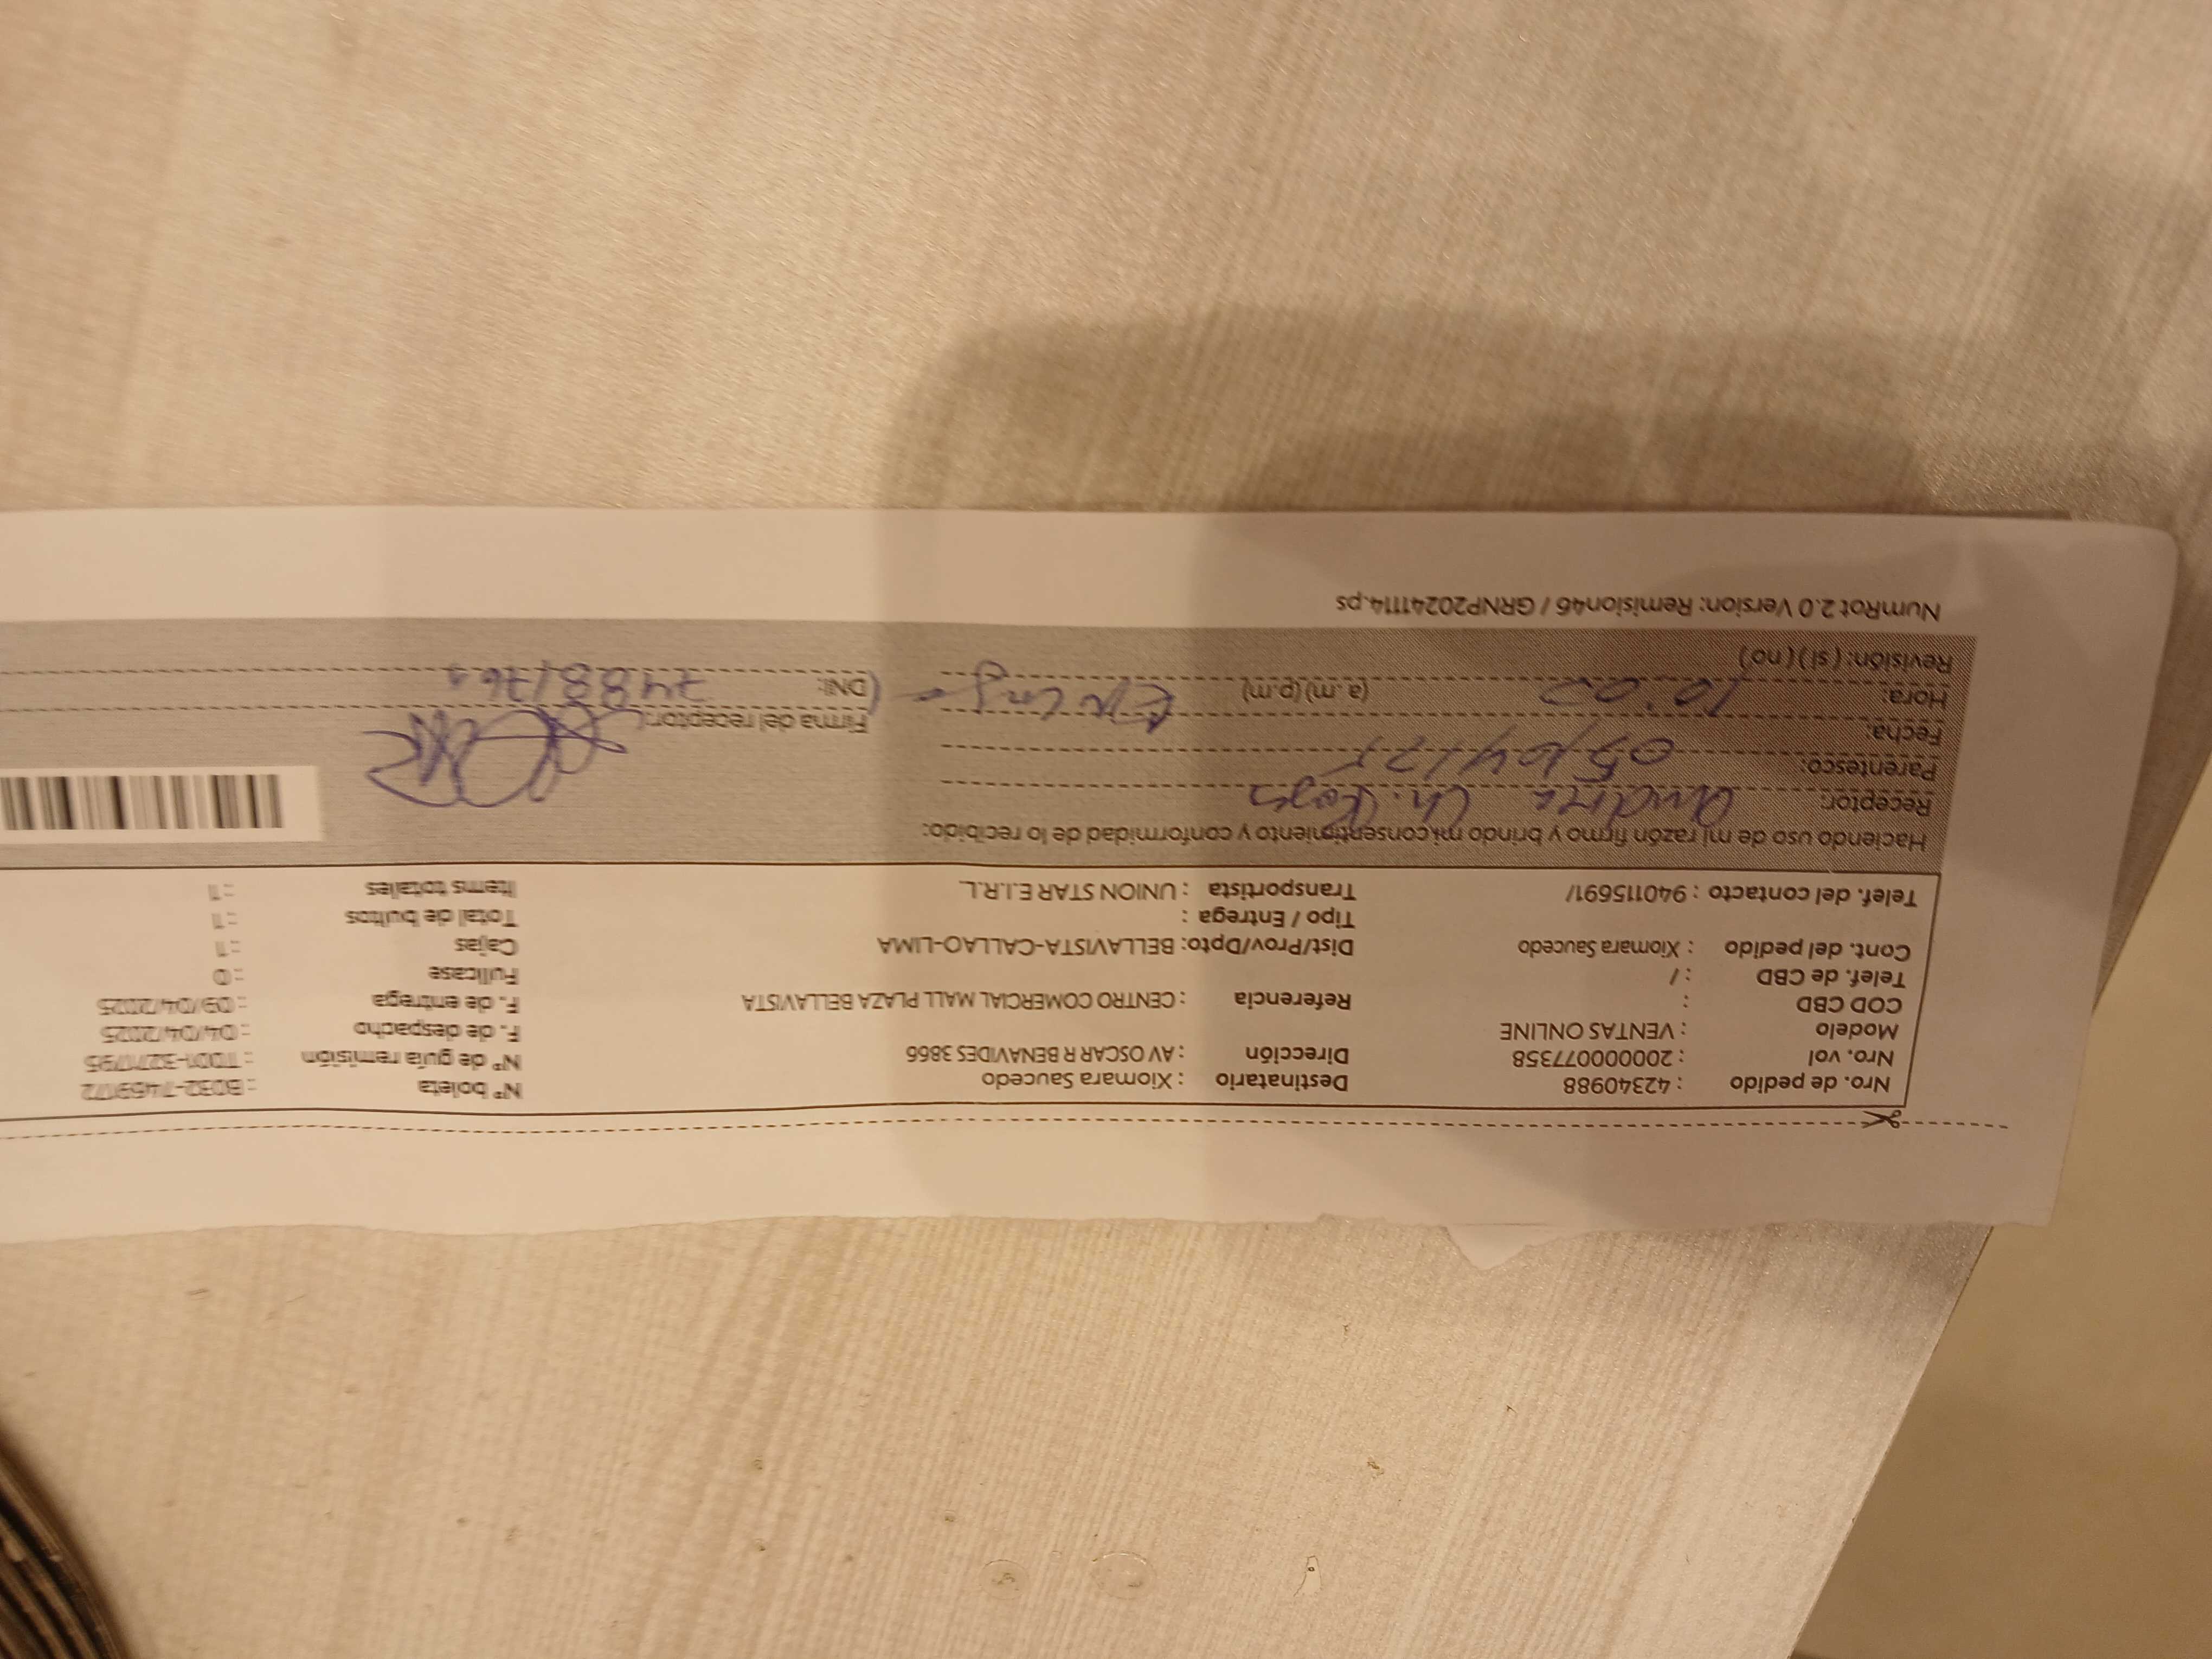 Nro. de pedido : 42340988 Destinatario : Xiomara Saucedo N° boleta : B032-7469172
Nro. vol : 20000077358 Dirección : AV OSCAR R BENAVIDES 3866 N° de guía remisión : T001-3271795
Modelo : VENTAS ONLINE F. de despacho : 04/04/2025
COD CBD : Referencia : CENTRO COMERCIAL MALL PLAZA BELLAVISTA F. de entrega : 09/04/2025
Telef. de CBD : / Fullcase : 0
Cont. del pedido : Xiomara Saucedo Dist/Prov/Dpto: BELLAVISTA-CALLAO-LIMA Cajas : 1
Tipo / Entrega : Total de bultos : 1
Telef. del contacto : 940115691/ Transportista : UNION STAR E.I.R.L. Items totales : 1
Haciendo uso de mi razón firmo y brindo mi consentimiento y conformidad de lo recibido:
Receptor: Andrea Ch. Rojas
Parentesco:
Fecha: 05/04/25 Firma del receptor:
Hora: 10:00 (a.m) (p.m) DNI:
Revisión: (si) (no)
NumRot 2.0 Version: Remision46 / GRNP20241114.ps